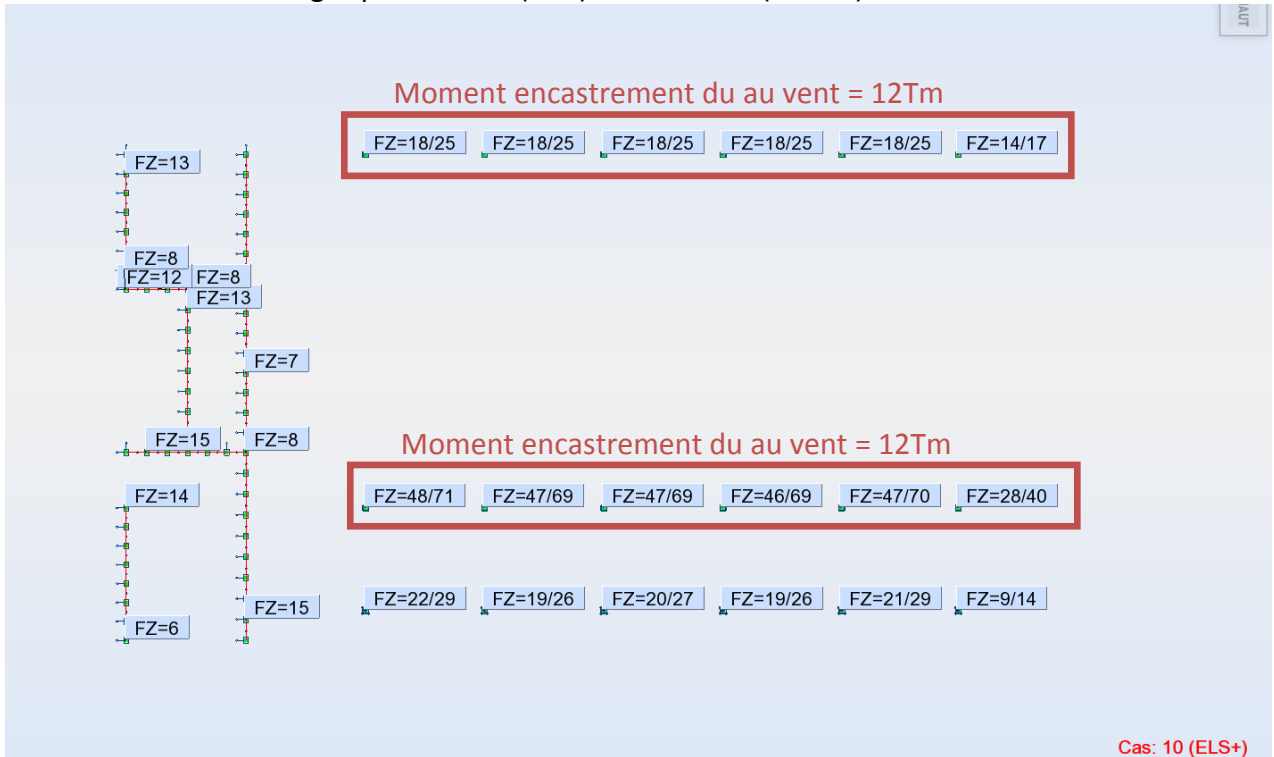 HAUT
Moment encastrement du au vent = 12Tm
FZ=18/25 FZ=18/25 FZ=18/25 FZ=18/25 FZ=18/25 FZ=14/17
FZ=13
FZ=8
FZ=12 FZ=8
FZ=13
FZ=7
FZ=15 FZ=8
Moment encastrement du au vent = 12Tm
FZ=14
FZ=48/71 FZ=47/69 FZ=47/69 FZ=46/69 FZ=47/70 FZ=28/40
FZ=15
FZ=22/29 FZ=19/26 FZ=20/27 FZ=19/26 FZ=21/29 FZ=9/14
FZ=6
Cas: 10 (ELS+)